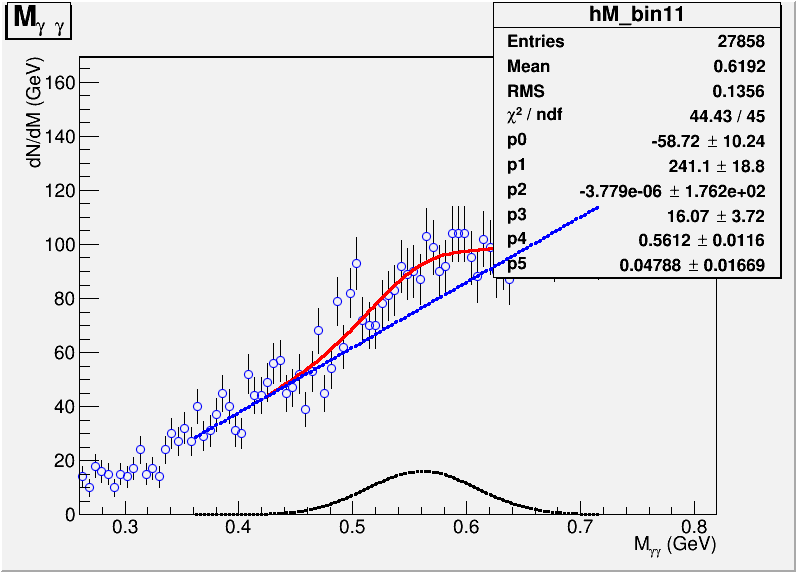 M_γ γ
hM_bin11
Entries 27858
Mean 0.6192
RMS 0.1356
χ² / ndf 44.43 / 45
p0 -58.72 ± 10.24
p1 241.1 ± 18.8
p2 -3.779e-06 ± 1.762e+02
p3 16.07 ± 3.72
p4 0.5612 ± 0.0116
p5 0.04788 ± 0.01669
dN/dM (GeV)
160
140
120
100
80
60
40
20
0
0.3 0.4 0.5 0.6 0.7 0.8
M_γγ (GeV)